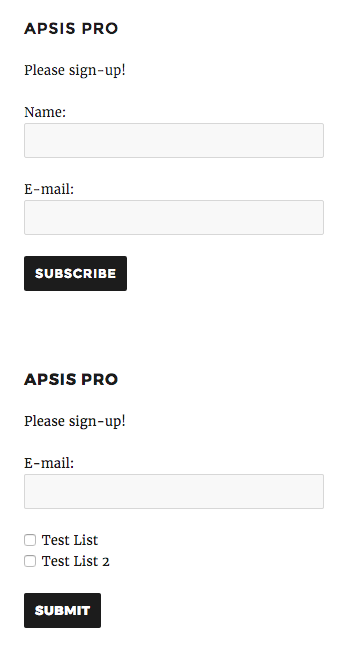 APSIS PRO
Please sign-up!
Name:
E-mail:
SUBSCRIBE
APSIS PRO
Please sign-up!
E-mail:
Test List
Test List 2
SUBMIT